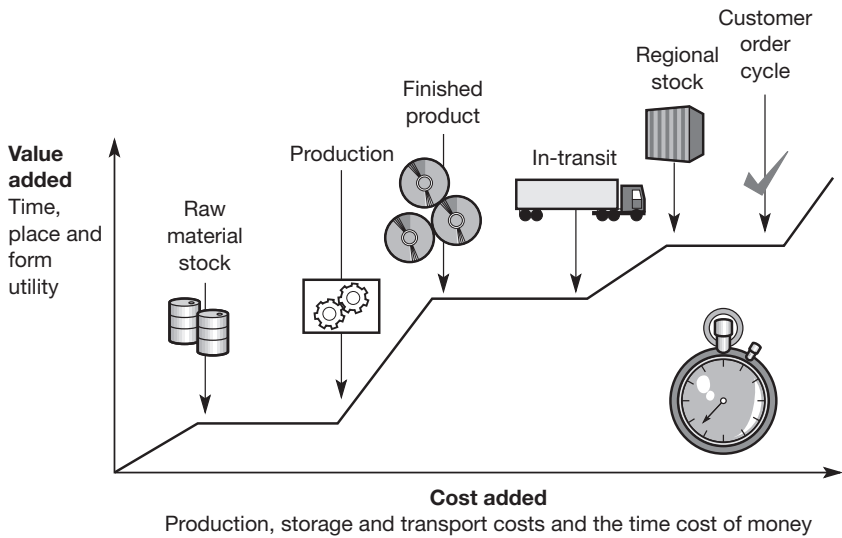 Customer
order
cycle
Regional
stock
Finished
product
In-transit
Production
Raw
material
stock
Value
added
Time,
place and
form
utility
Cost added
Production, storage and transport costs and the time cost of money